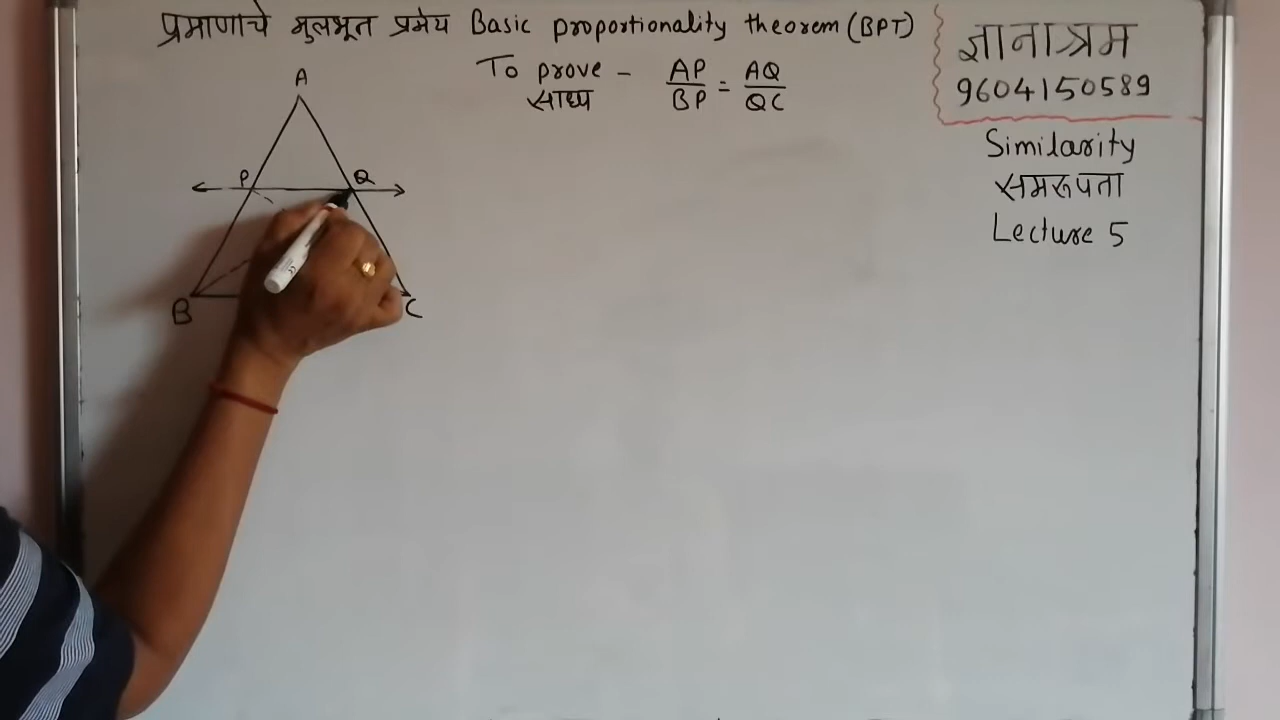 प्रमाणाचे मुलभूत प्रमेय Basic proportionality theorem (BPT)
To prove - AP/BP = AQ/QC
साध्य
ज्ञानाश्रम
9604150589
Similarity
समरूपता
Lecture 5
A
P
Q
B
C